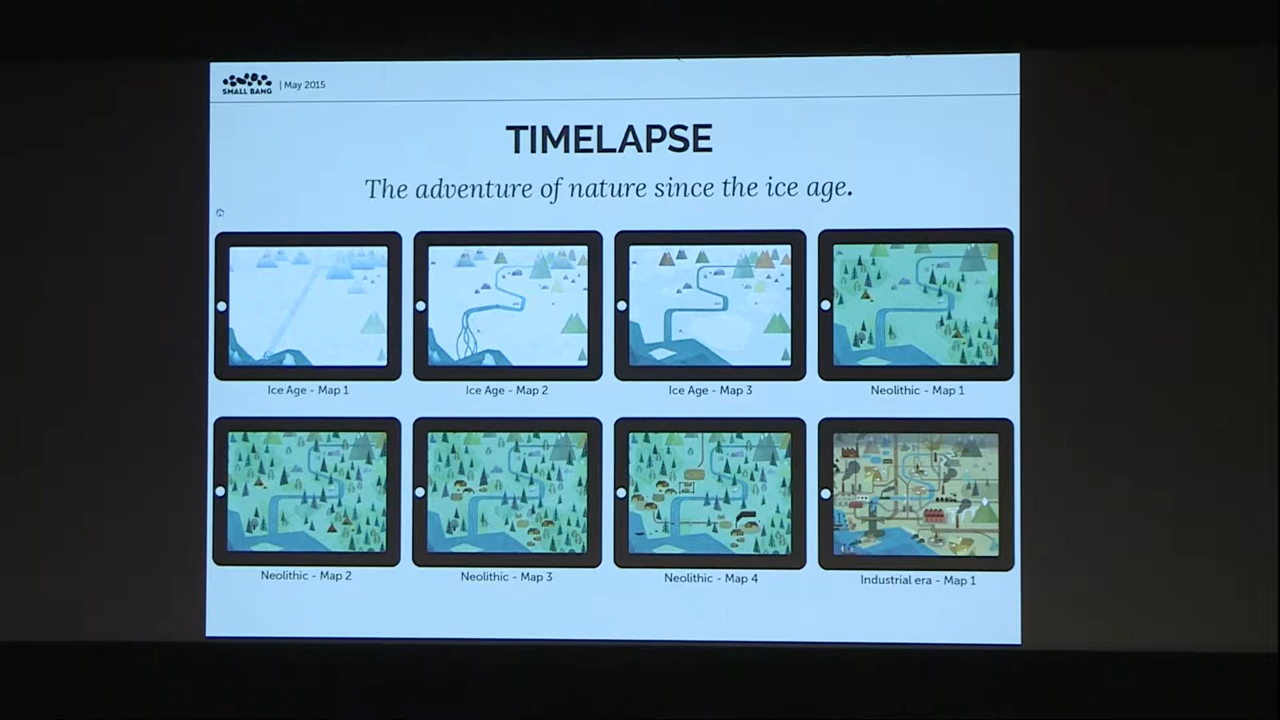 SMALL BANG
| May 2015
TIMELAPSE
The adventure of nature since the ice age.
Ice Age - Map 1
Ice Age - Map 2
Ice Age - Map 3
Neolithic - Map 1
Neolithic - Map 2
Neolithic - Map 3
Neolithic - Map 4
Industrial era - Map 1